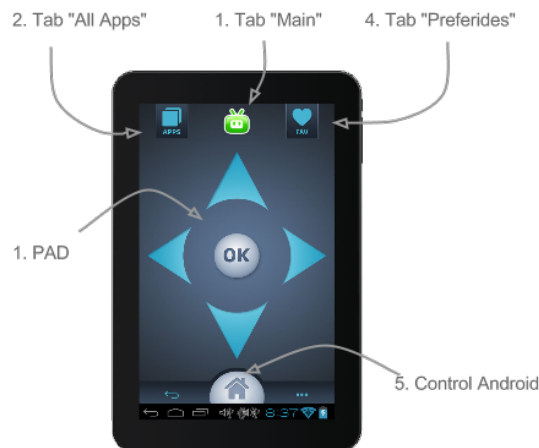 2. Tab "All Apps"
1. Tab "Main"
4. Tab "Preferides"
APPS
FAV
1. PAD
OK
5. Control Android
8:37